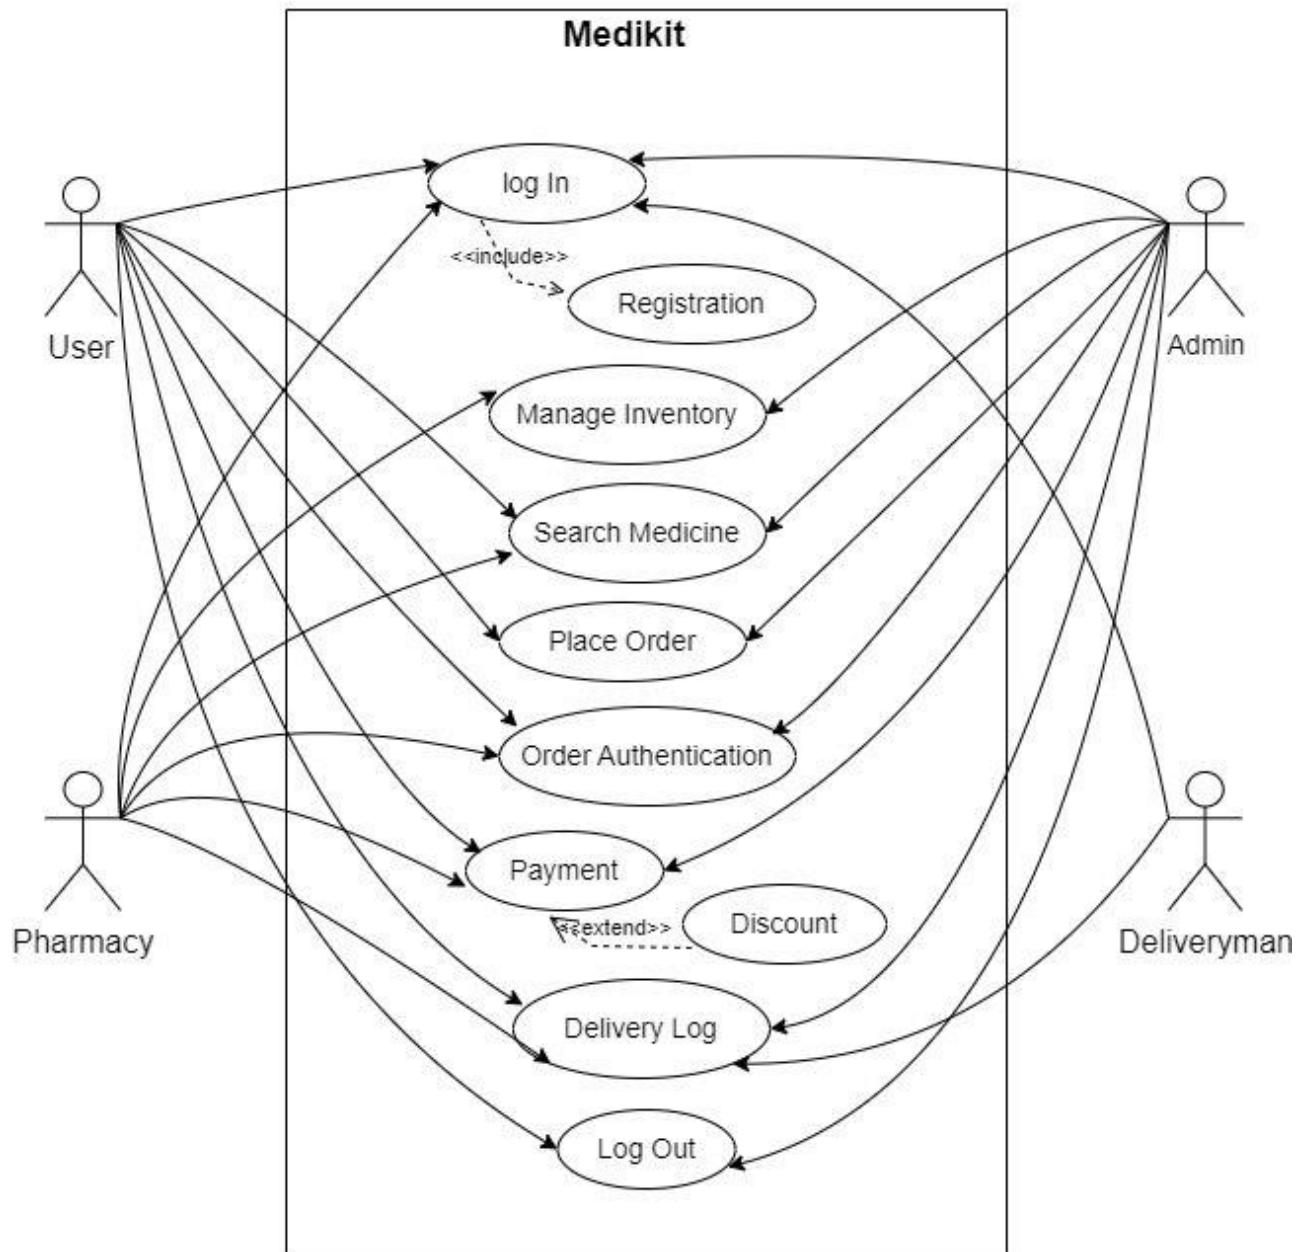 Medikit
log In
<<include>>
Registration
User
Admin
Manage Inventory
Search Medicine
Place Order
Order Authentication
Payment
<<extend>>
Discount
Pharmacy
Deliveryman
Delivery Log
Log Out